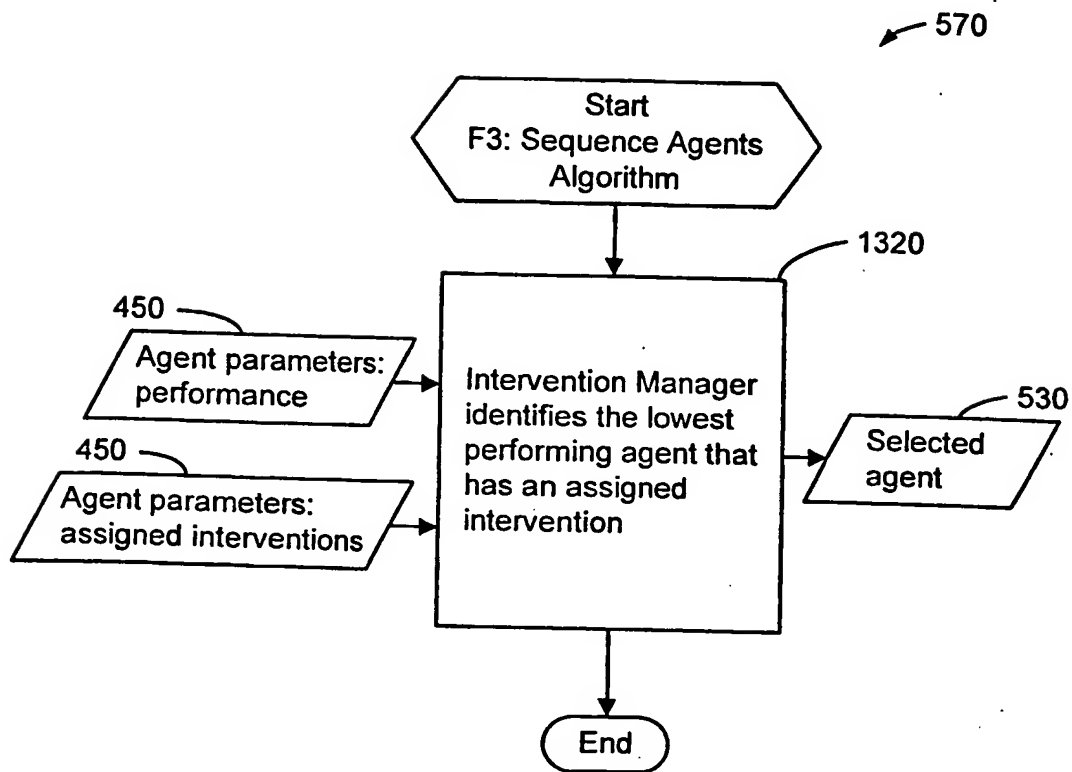 570
Start
F3: Sequence Agents
Algorithm
1320
450
Agent parameters:
performance
450
Agent parameters:
assigned interventions
Intervention Manager
identifies the lowest
performing agent that
has an assigned
intervention
530
Selected
agent
End